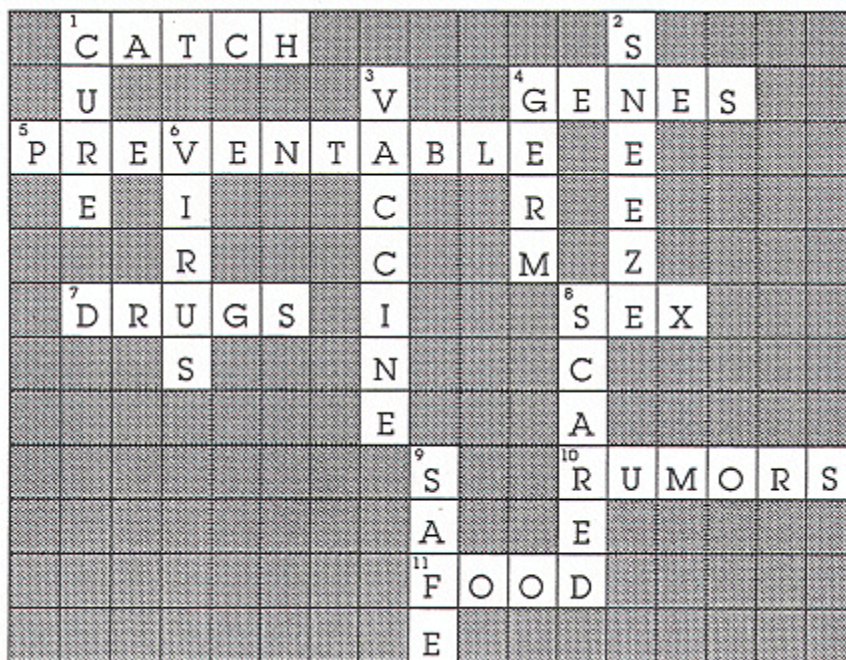 1 C A T C H 2 S
U 3 V 4 G E N E S
5 P R E 6 V E N T A B L E E
E I C R E
R C M Z
7 D R U G S I 8 S E X
S N C
E A
9 S 10 R U M O R S
A E
11 F O O D
E